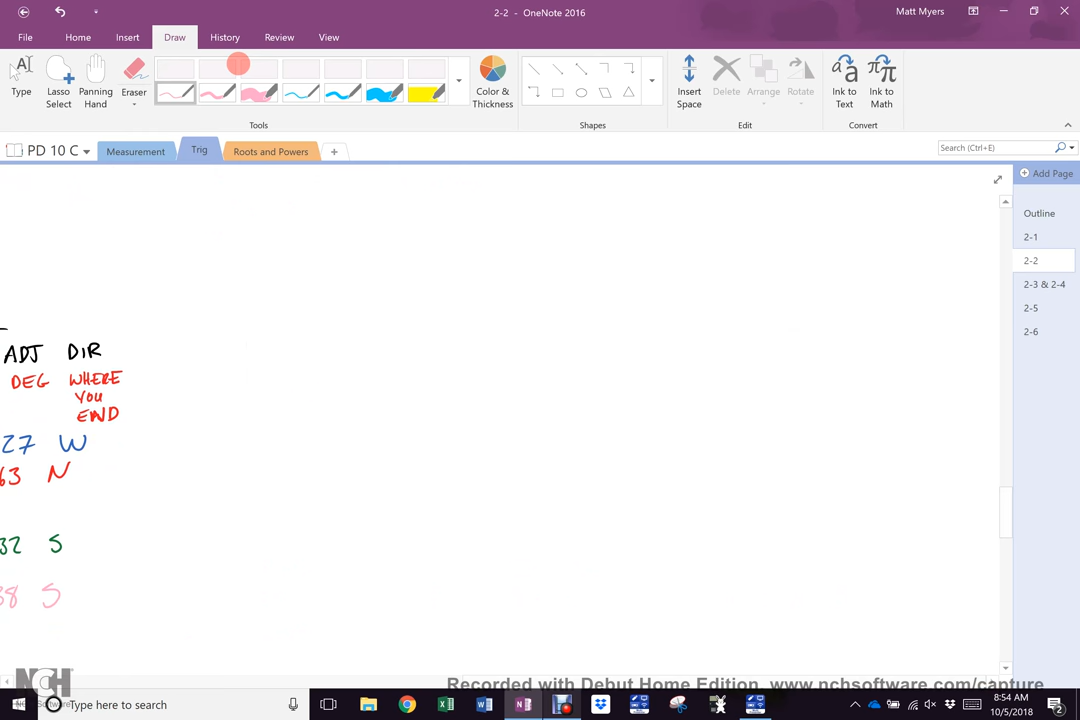 2-2 - OneNote 2016
Matt Myers
File Home Insert Draw History Review View
Type
Lasso Select
Panning Hand
Eraser
Color & Thickness
Insert Space
Delete
Arrange
Rotate
Ink to Text
Ink to Math
Tools
Shapes
Edit
Convert
PD 10 C
Measurement
Trig
Roots and Powers
Search (Ctrl+E)
Add Page
Outline
2-1
2-2
2-3 & 2-4
2-5
2-6
ADJ DIR
DEG WHERE
YOU
END
27 W
63 N
32 S
38 S
NCH
Software
Recorded with Debut Home Edition www.nchsoftware.com/capture
Type here to search
8:54 AM
10/5/2018
2